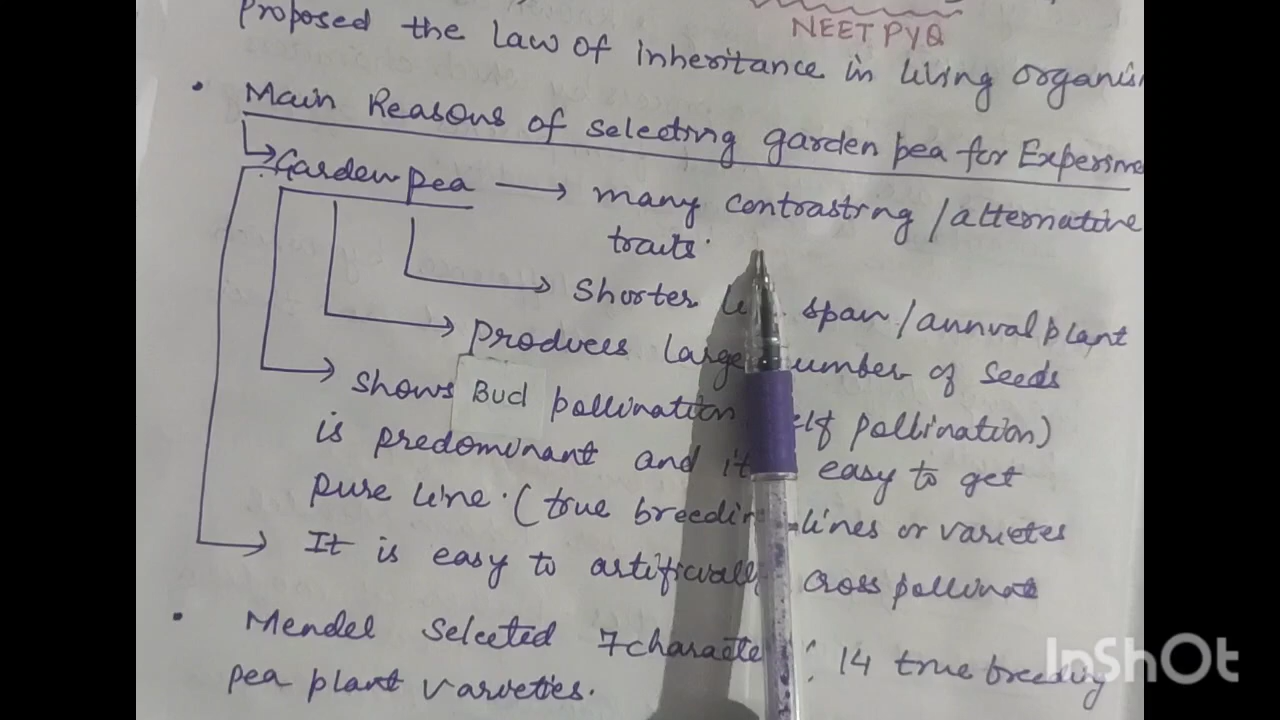 NEET PYQ
Proposed the law of inheritance in living organis
• Main Reasons of selecting garden pea for Experime
Garden pea → many contrasting / alternative
traits.
Shorter span / annual plant
Produces large umber of seeds
Shows Bud pollination elf pollination)
is predominant and it easy to get
pure line. (true breedin lines or varietes
It is easy to artificially cross pollinat
• Mendel Selected 7 characte : 14 true breeding
pea plant varieties.
InShOt